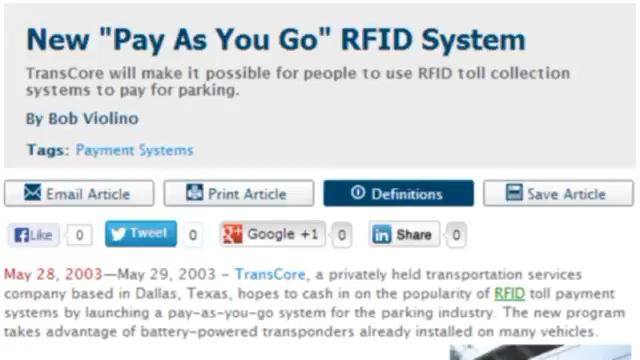 New "Pay As You Go" RFID System
TransCore will make it possible for people to use RFID toll collection
systems to pay for parking.
By Bob Violino
Tags: Payment Systems
Email Article Print Article Definitions Save Article
Like 0 Tweet 0 Google +1 0 in Share 0
May 28, 2003—May 29, 2003 – TransCore, a privately held transportation services
company based in Dallas, Texas, hopes to cash in on the popularity of RFID toll payment
systems by launching a pay-as-you-go system for the parking industry. The new program
takes advantage of battery-powered transponders already installed on many vehicles.